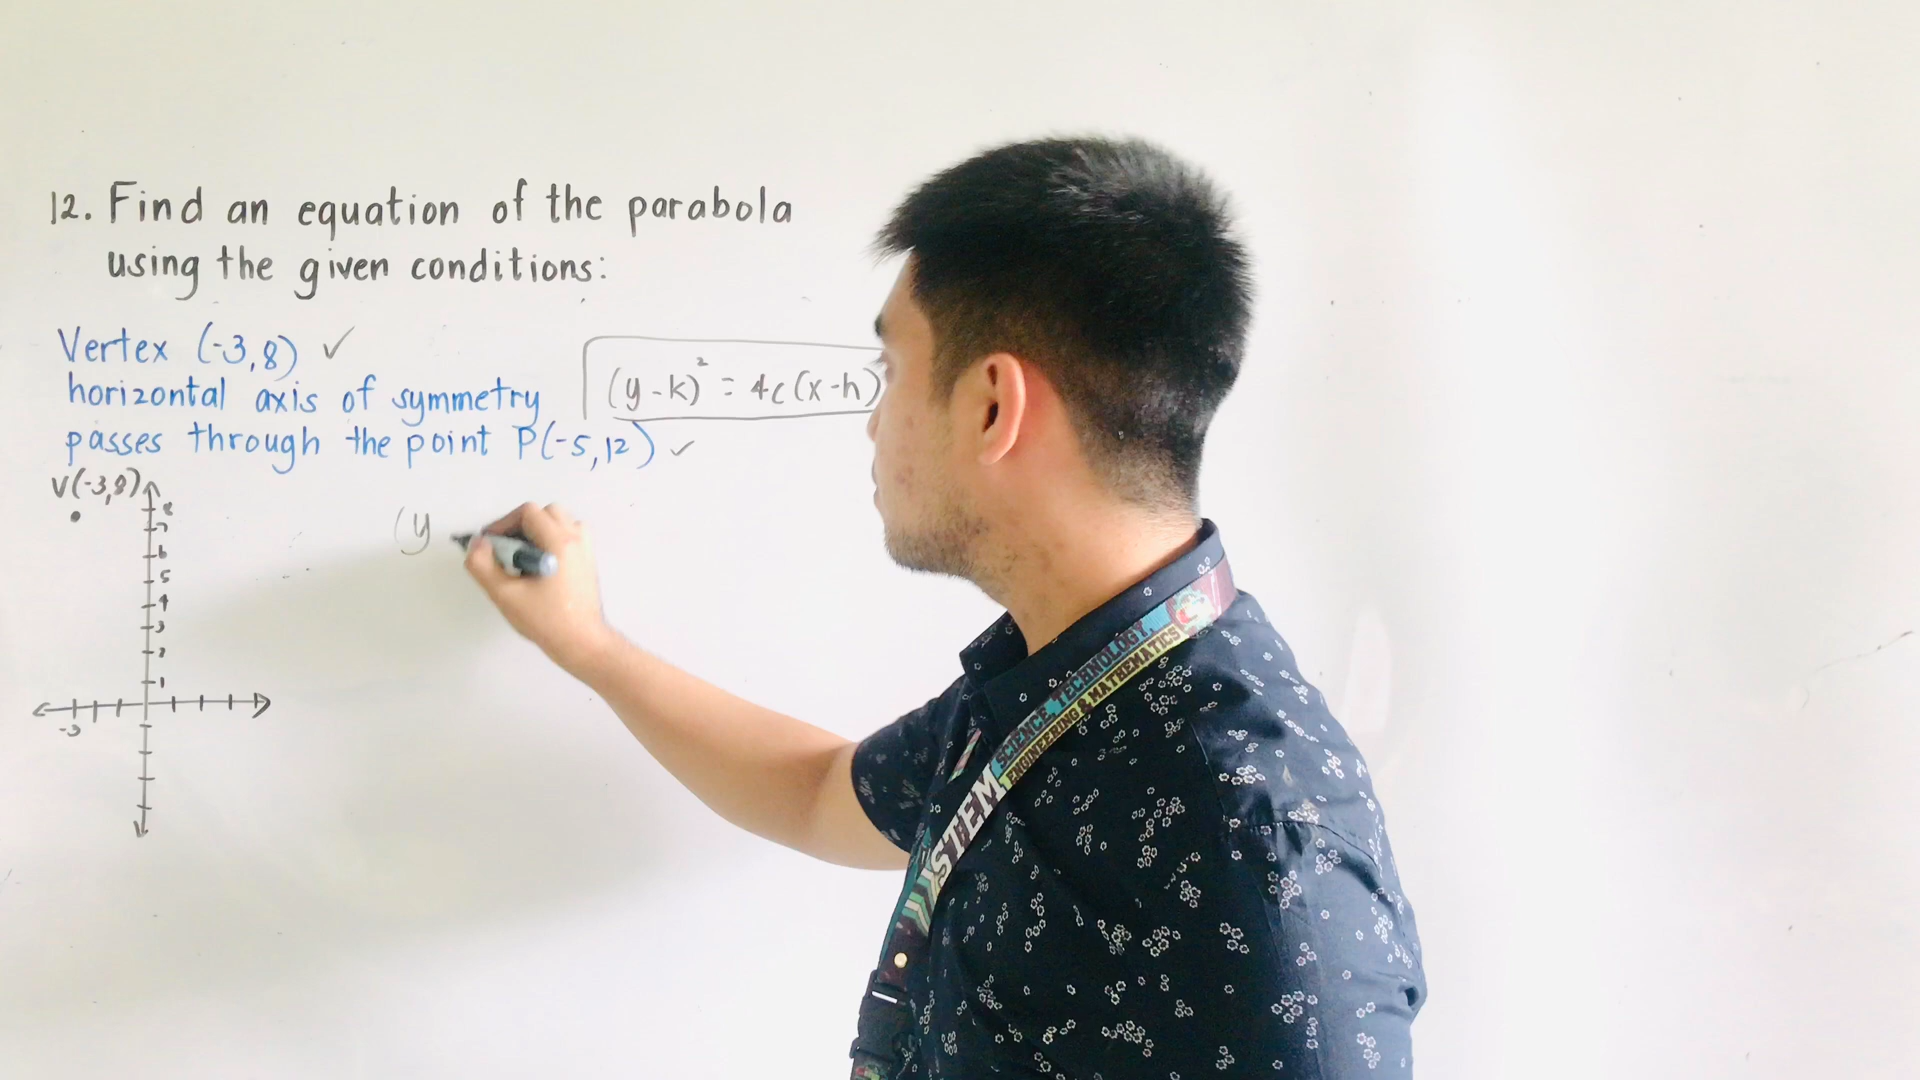 12. Find an equation of the parabola
using the given conditions:
Vertex (-3,8) ✓
horizontal axis of symmetry
passes through the point P(-5,12) ✓
(y-k)² = 4c(x-h)
V(-3,8)
8
7
6
5
4
3
2
1
-3
(y
SCIENCE, TECHNOLOGY,
ENGINEERING & MATHEMATICS
STEM